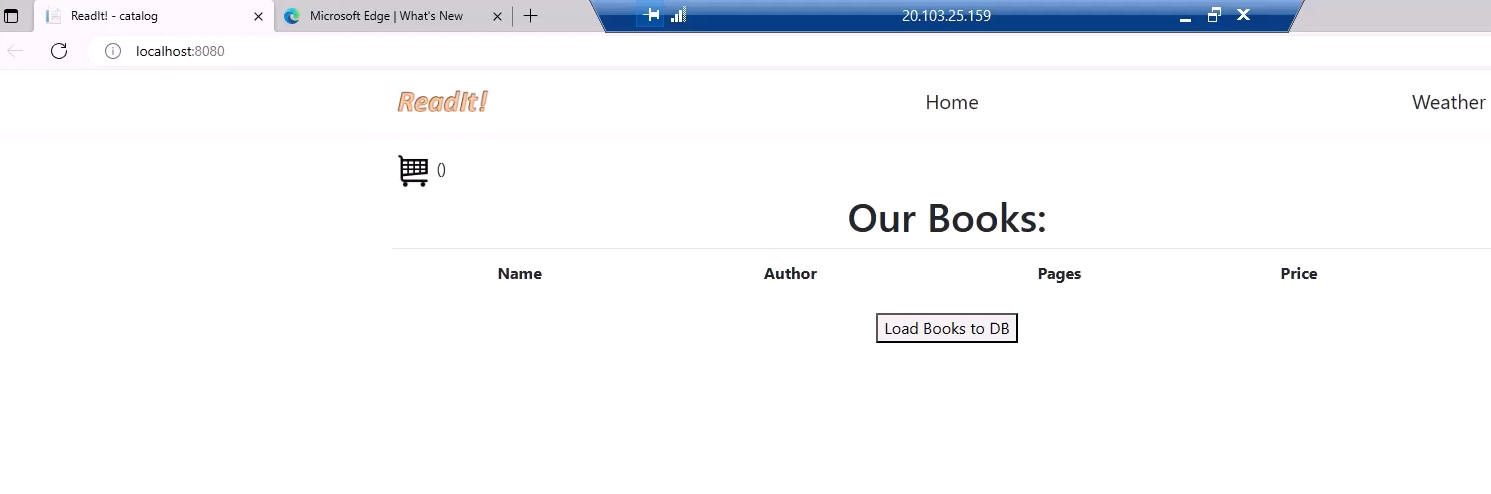 ReadIt! - catalog
Microsoft Edge | What's New
20.103.25.159
localhost:8080
ReadIt!
Home
Weather
()
Our Books:
Name Author Pages Price
Load Books to DB